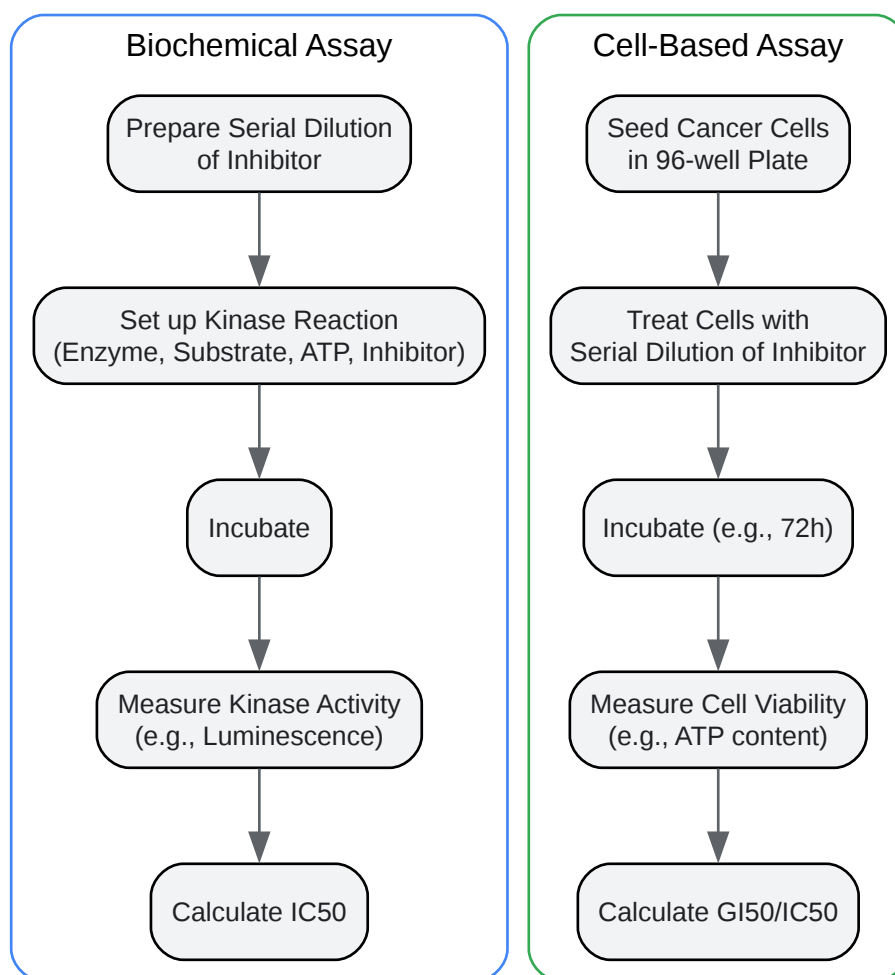 Biochemical Assay
Prepare Serial Dilution
of Inhibitor
Set up Kinase Reaction
(Enzyme, Substrate, ATP, Inhibitor)
Incubate
Measure Kinase Activity
(e.g., Luminescence)
Calculate IC50
Cell-Based Assay
Seed Cancer Cells
in 96-well Plate
Treat Cells with
Serial Dilution of Inhibitor
Incubate (e.g., 72h)
Measure Cell Viability
(e.g., ATP content)
Calculate GI50/IC50